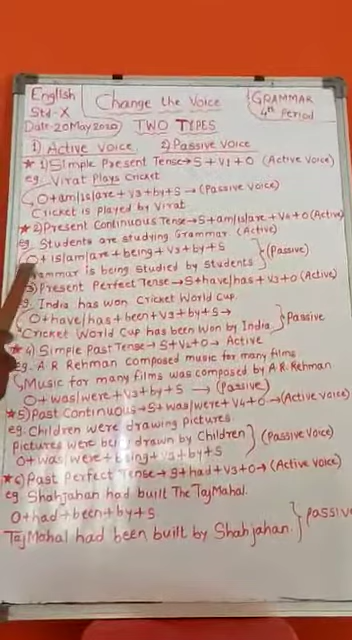 English
Std-X
Date-20May2020
Change the Voice
GRAMMAR
4th Period
TWO TYPES
1) Active Voice 2) Passive Voice
★ 1) Simple Present Tense→S+V1+O (Active Voice)
eg. Virat Plays Cricket
O+am/is/are+V3+by+S→(Passive Voice)
Cricket is played by Virat
★2) Present Continuous Tense→S+am/is/are+V4+O (Active)
eg. Students are studying Grammar (Active)
O+is/am/are+being+V3+by+S
Grammar is being studied by Students } (Passive)
3) Present Perfect Tense→S+have/has+V3+O (Active)
eg. India has won Cricket World Cup.
O+have/has+been+V3+by+S→
Cricket World Cup has been won by India } Passive
★4) Simple Past Tense→S+V2+O→Active
eg. A R Rehman composed music for many films
Music for many films was composed by A.R.Rehman
O+was/were+V3+by+S→(Passive)
★5) Past Continuous→S+was/were+V4+O→(Active Voice)
eg. Children were drawing pictures.
Pictures were being drawn by Children } (Passive Voice)
O+was/were+being+V3+by+S
★6) Past Perfect Tense→S+had+V3+O→(Active Voice)
eg Shahjahan had built The TajMahal.
O+had+been+by+S
TajMahal had been built by Shahjahan. } Passive